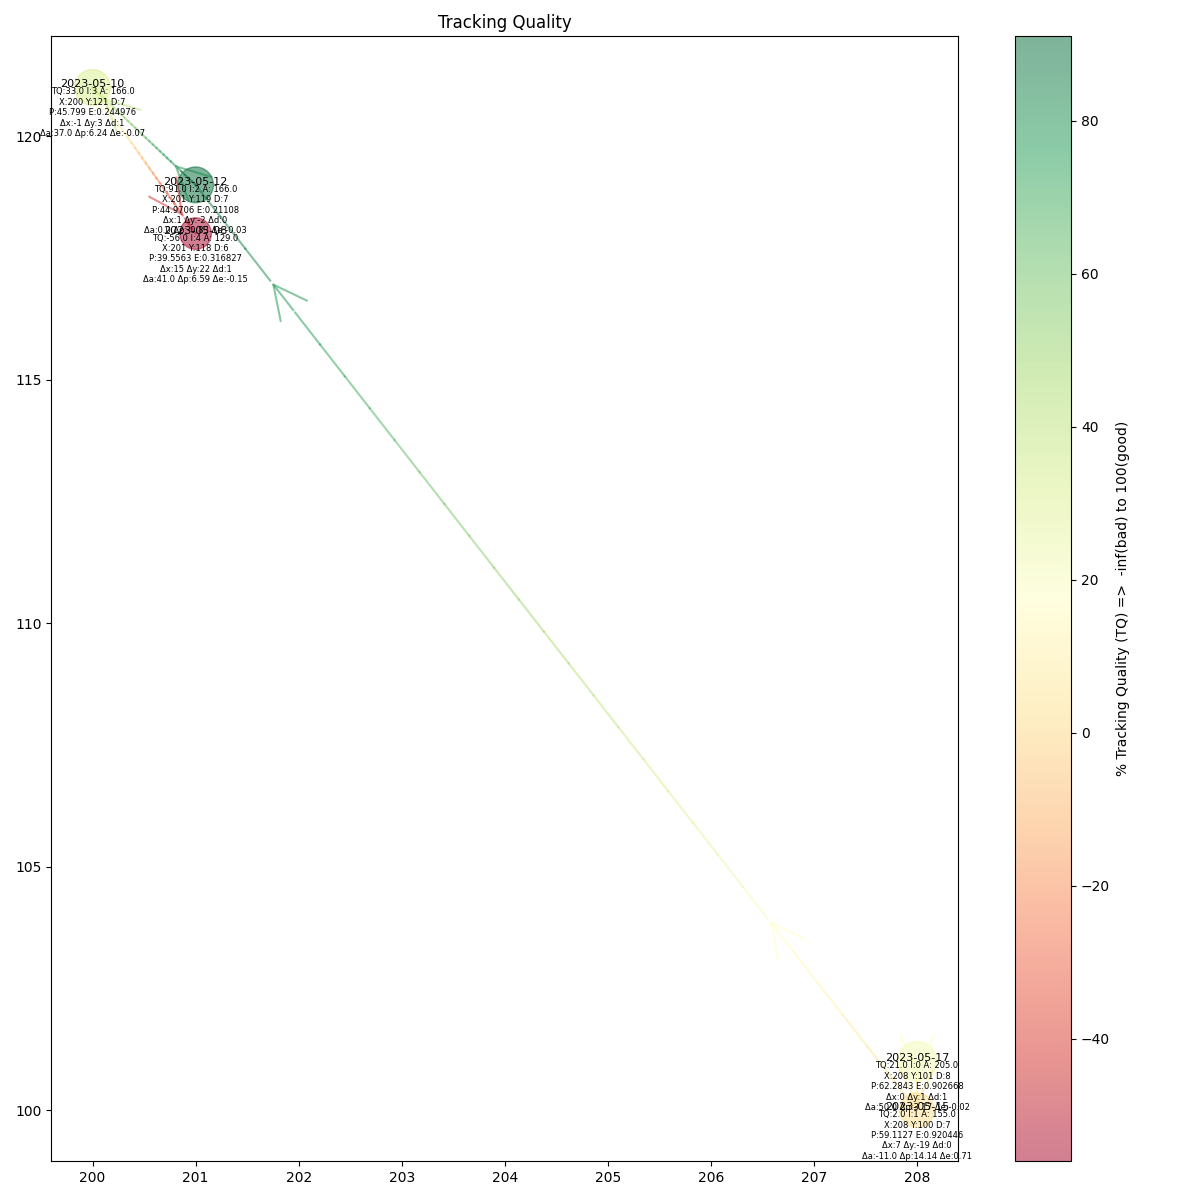 Tracking Quality
2023-05-10
TQ:33.0 I:3 A: 166.0
X:200 Y:121 D:7
P:45.799 E:0.244976
Δx:-1 Δy:3 Δd:1
Δa:37.0 Δp:6.24 Δe:-0.07
2023-05-12
TQ:91.0 I:2 A: 166.0
X:201 Y:119 D:7
P:44.9706 E:0.21108
Δx:1 Δy:-2 Δd:0
TQ:-56.0 I:4 A: 129.0
X:201 Y:118 D:6
P:39.5563 E:0.316827
Δx:15 Δy:22 Δd:1
Δa:41.0 Δp:6.59 Δe:-0.15
2023-05-17
TQ:21.0 I:0 A: 205.0
X:208 Y:101 D:8
P:62.2843 E:0.902668
Δx:0 Δy:1 Δd:1
2023-05-15
TQ:2.0 I:1 A: 155.0
X:208 Y:100 D:7
P:59.1127 E:0.920446
Δx:7 Δy:-19 Δd:0
Δa:-11.0 Δp:14.14 Δe:0.71
120
115
110
105
100
200 201 202 203 204 205 206 207 208
80
60
40
20
0
−20
−40
% Tracking Quality (TQ) => -inf(bad) to 100(good)